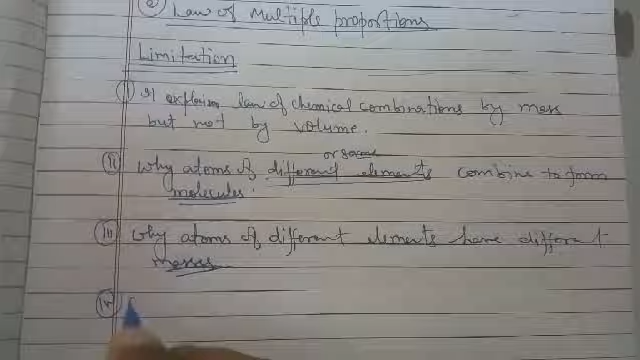 ② Law of Multiple proportions
Limitation
(i) It explain law of chemical combinations by mass
but not by volume.
or same
(ii) Why atoms of different elements combine to form
molecules.
(iii) Why atoms of different elements have different
masses
(iv)